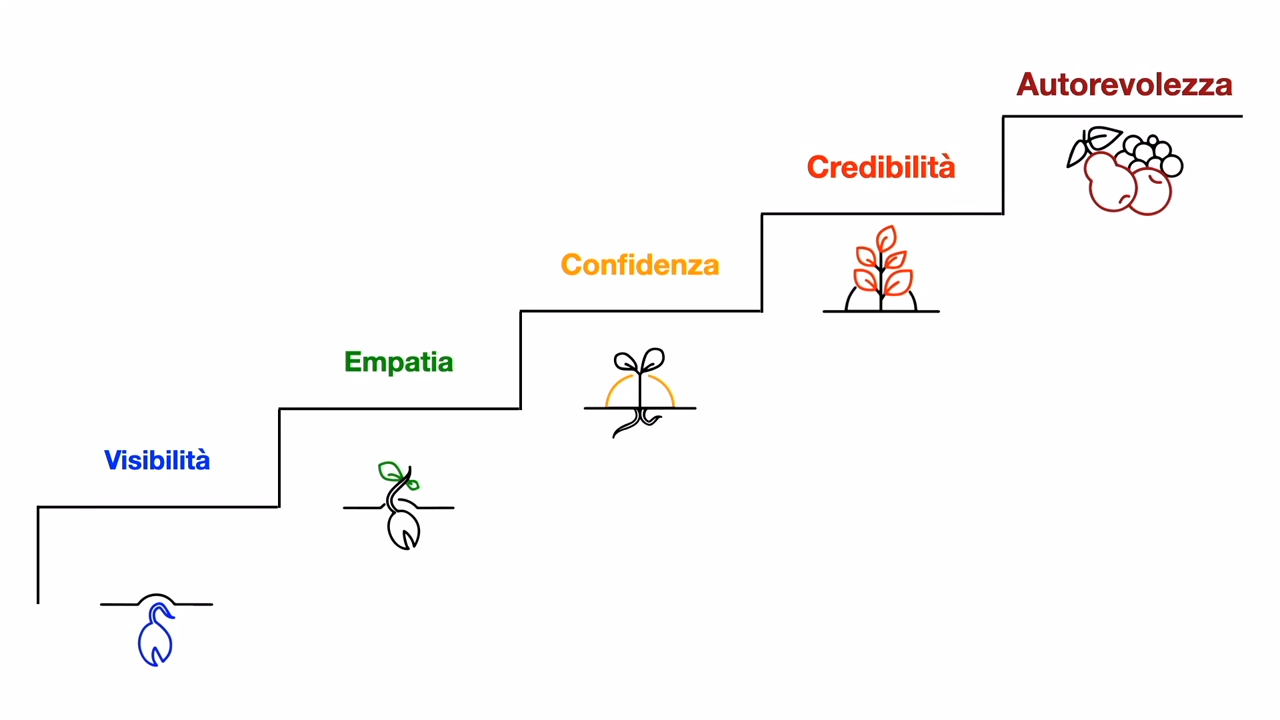 Autorevolezza
Credibilità
Confidenza
Empatia
Visibilità